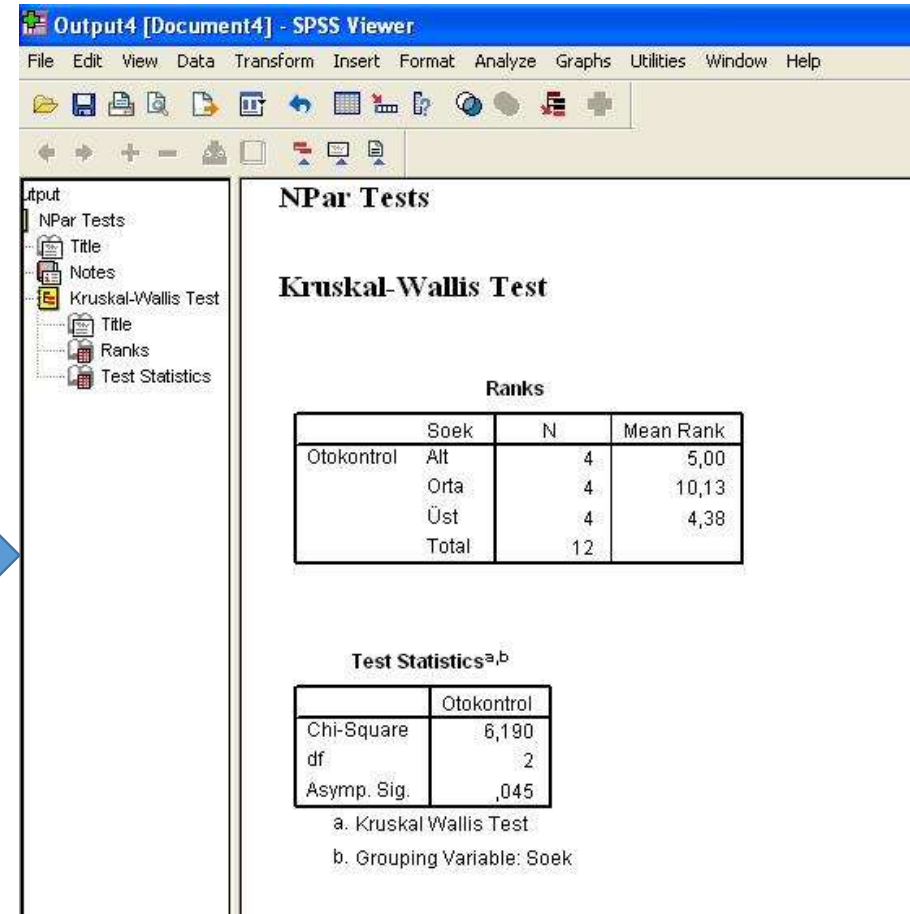 Output4 [Document4] - SPSS Viewer
File Edit View Data Transform Insert Format Analyze Graphs Utilities Window Help
utput
NPar Tests
Title
Notes
Kruskal-Wallis Test
Title
Ranks
Test Statistics
NPar Tests
Kruskal-Wallis Test
Ranks
Soek N Mean Rank
Otokontrol Alt 4 5,00
Orta 4 10,13
Üst 4 4,38
Total 12
Test Statistics a,b
Otokontrol
Chi-Square 6,190
df 2
Asymp. Sig. ,045
a. Kruskal Wallis Test
b. Grouping Variable: Soek